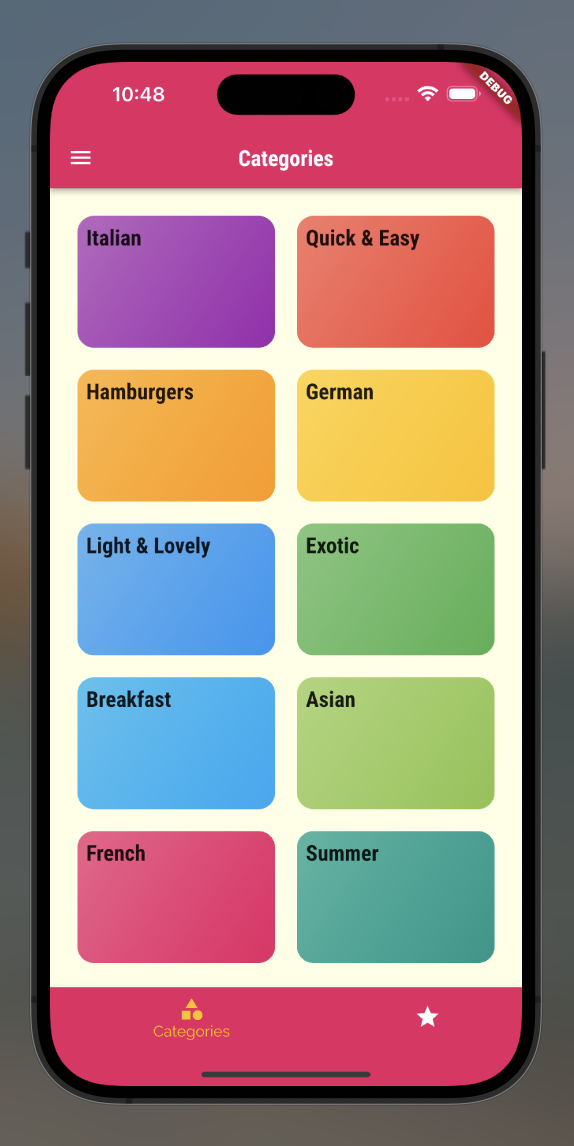 10:48
DEBUG
Categories
Italian
Quick & Easy
Hamburgers
German
Light & Lovely
Exotic
Breakfast
Asian
French
Summer
Categories